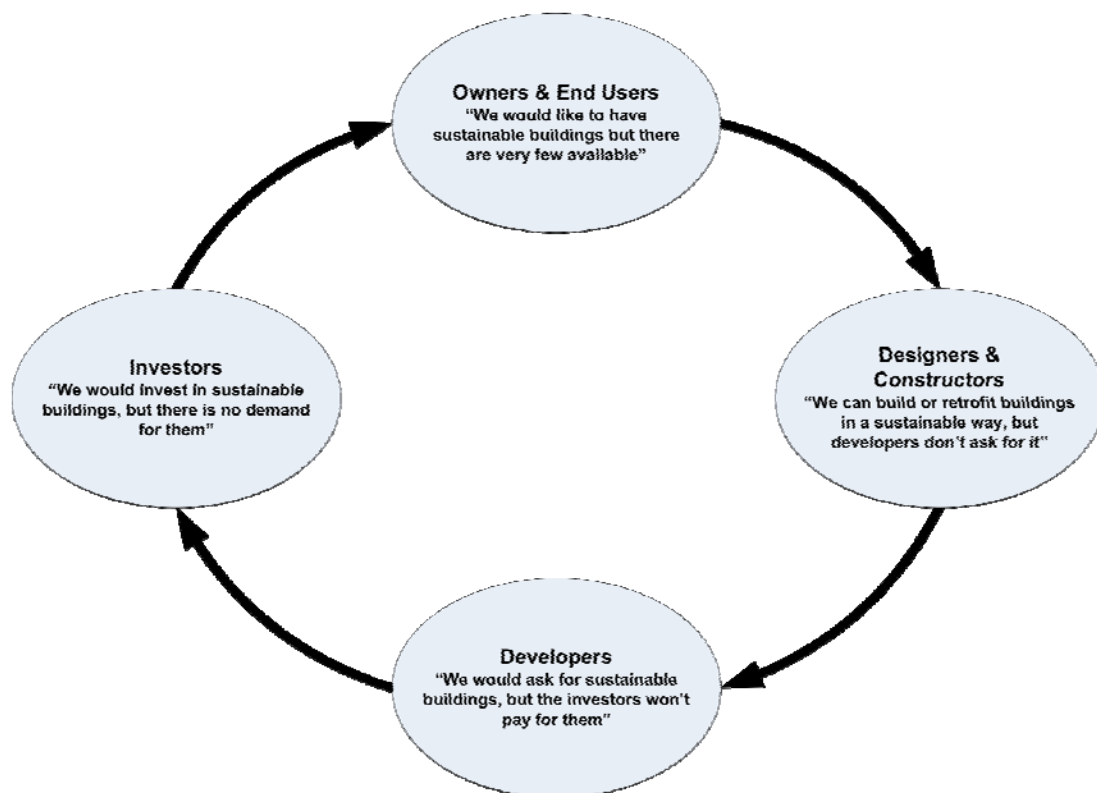 Owners & End Users
“We would like to have
sustainable buildings but there
are very few available”
Investors
“We would invest in sustainable
buildings, but there is no demand
for them”
Designers &
Constructors
“We can build or retrofit buildings
in a sustainable way, but
developers don’t ask for it”
Developers
“We would ask for sustainable
buildings, but the investors won’t
pay for them”